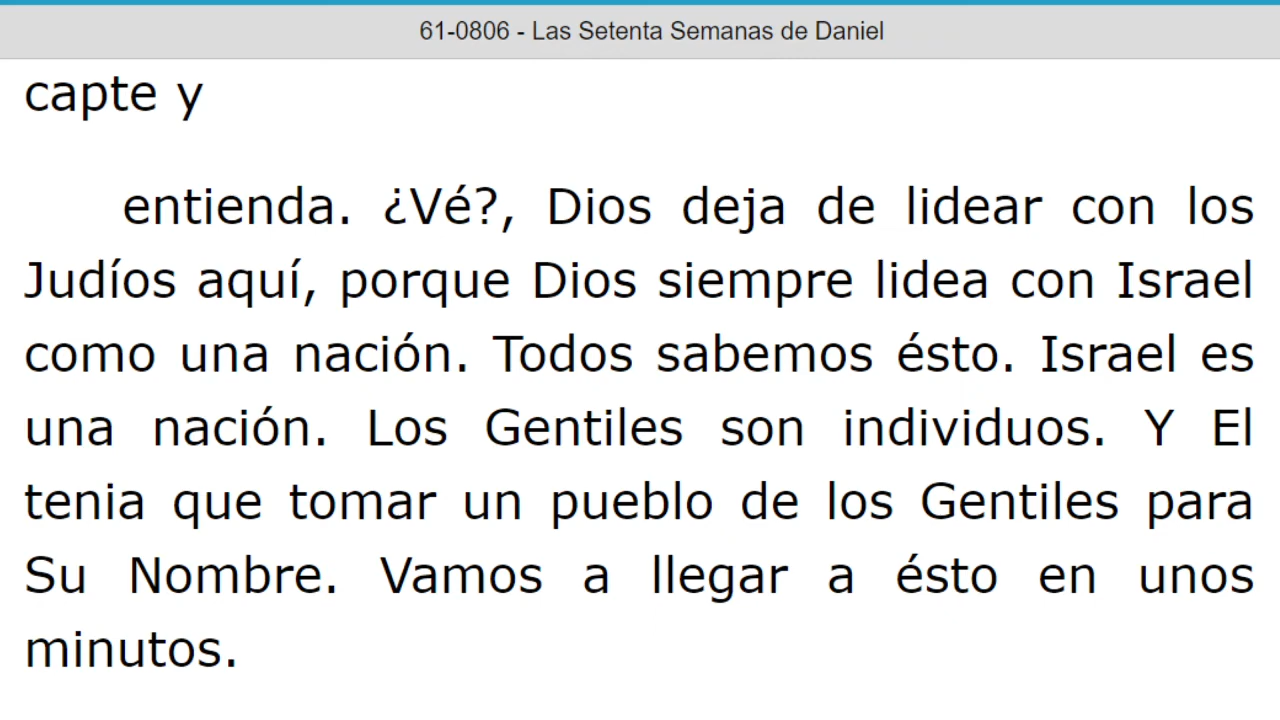 61-0806 - Las Setenta Semanas de Daniel
capte y
entienda. ¿Vé?, Dios deja de lidear con los
Judíos aquí, porque Dios siempre lidea con Israel
como una nación. Todos sabemos ésto. Israel es
una nación. Los Gentiles son individuos. Y El
tenia que tomar un pueblo de los Gentiles para
Su Nombre. Vamos a llegar a ésto en unos
minutos.